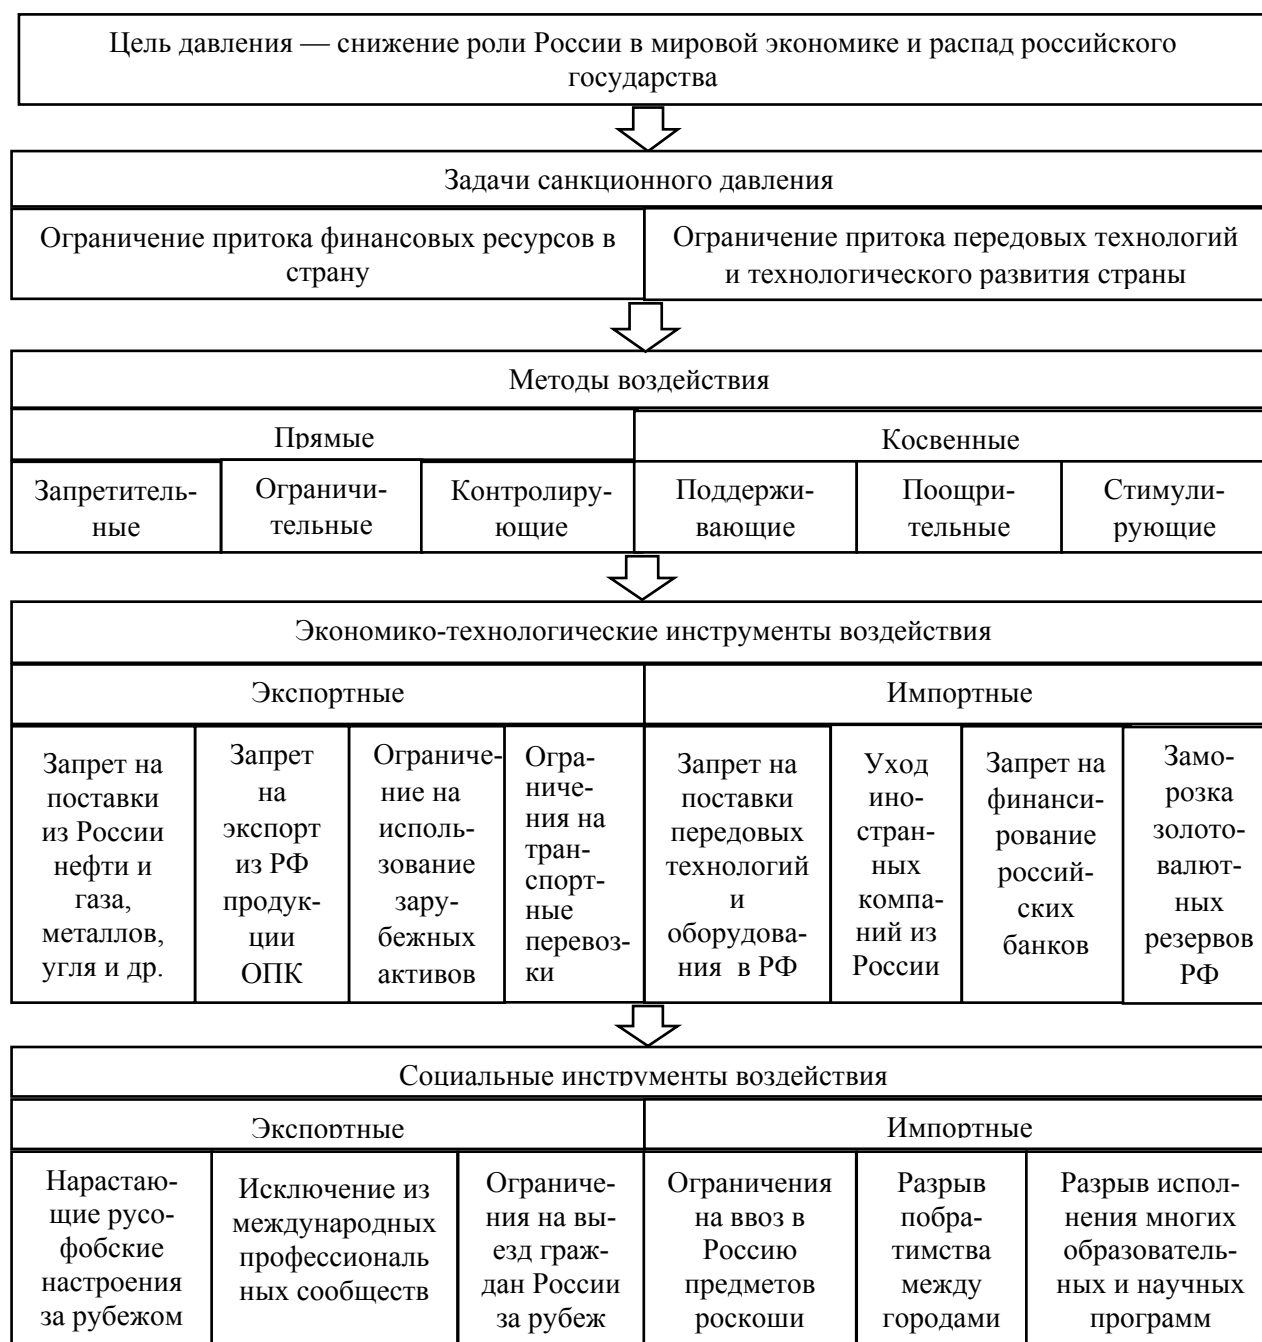 Цель давления — снижение роли России в мировой экономике и распад российского
государства
Задачи санкционного давления
Ограничение притока финансовых ресурсов в
страну
Ограничение притока передовых технологий
и технологического развития страны
Методы воздействия
Прямые
Косвенные
Запретитель-
ные
Ограничи-
тельные
Контролиру-
ющие
Поддержи-
вающие
Поощри-
тельные
Стимули-
рующие
Экономико-технологические инструменты воздействия
Экспортные
Импортные
Запрет на
поставки
из России
нефти и
газа,
металлов,
угля и др.
Запрет
на
экспорт
из РФ
продук-
ции
ОПК
Ограниче-
ние на
исполь-
зование
зару-
бежных
активов
Огра-
ниче-
ния на
тран-
спорт-
ные
перевоз-
ки
Запрет на
поставки
передовых
технологий
и
оборудова-
ния в РФ
Уход
ино-
стран-
ных
компа-
ний из
России
Запрет на
финанси-
рование
россий-
ских
банков
Замо-
розка
золото-
валют-
ных
резервов
РФ
Социальные инструменты воздействия
Экспортные
Импортные
Нарастаю-
щие русо-
фобские
настроения
за рубежом
Исключение из
международных
профессиональ
ных сообществ
Ограниче-
ния на вы-
езд граж-
дан России
за рубеж
Ограничения
на ввоз в
Россию
предметов
роскоши
Разрыв
побра-
тимства
между
городами
Разрыв испол-
нения многих
образователь-
ных и научных
программ